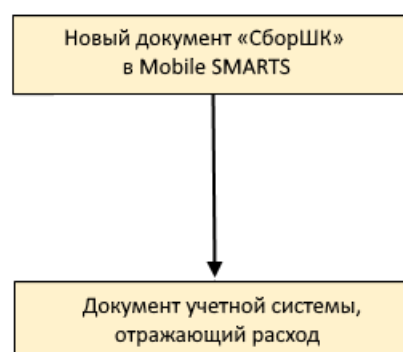 Новый документ «СборШК»
в Mobile SMARTS
Документ учетной системы,
отражающий расход